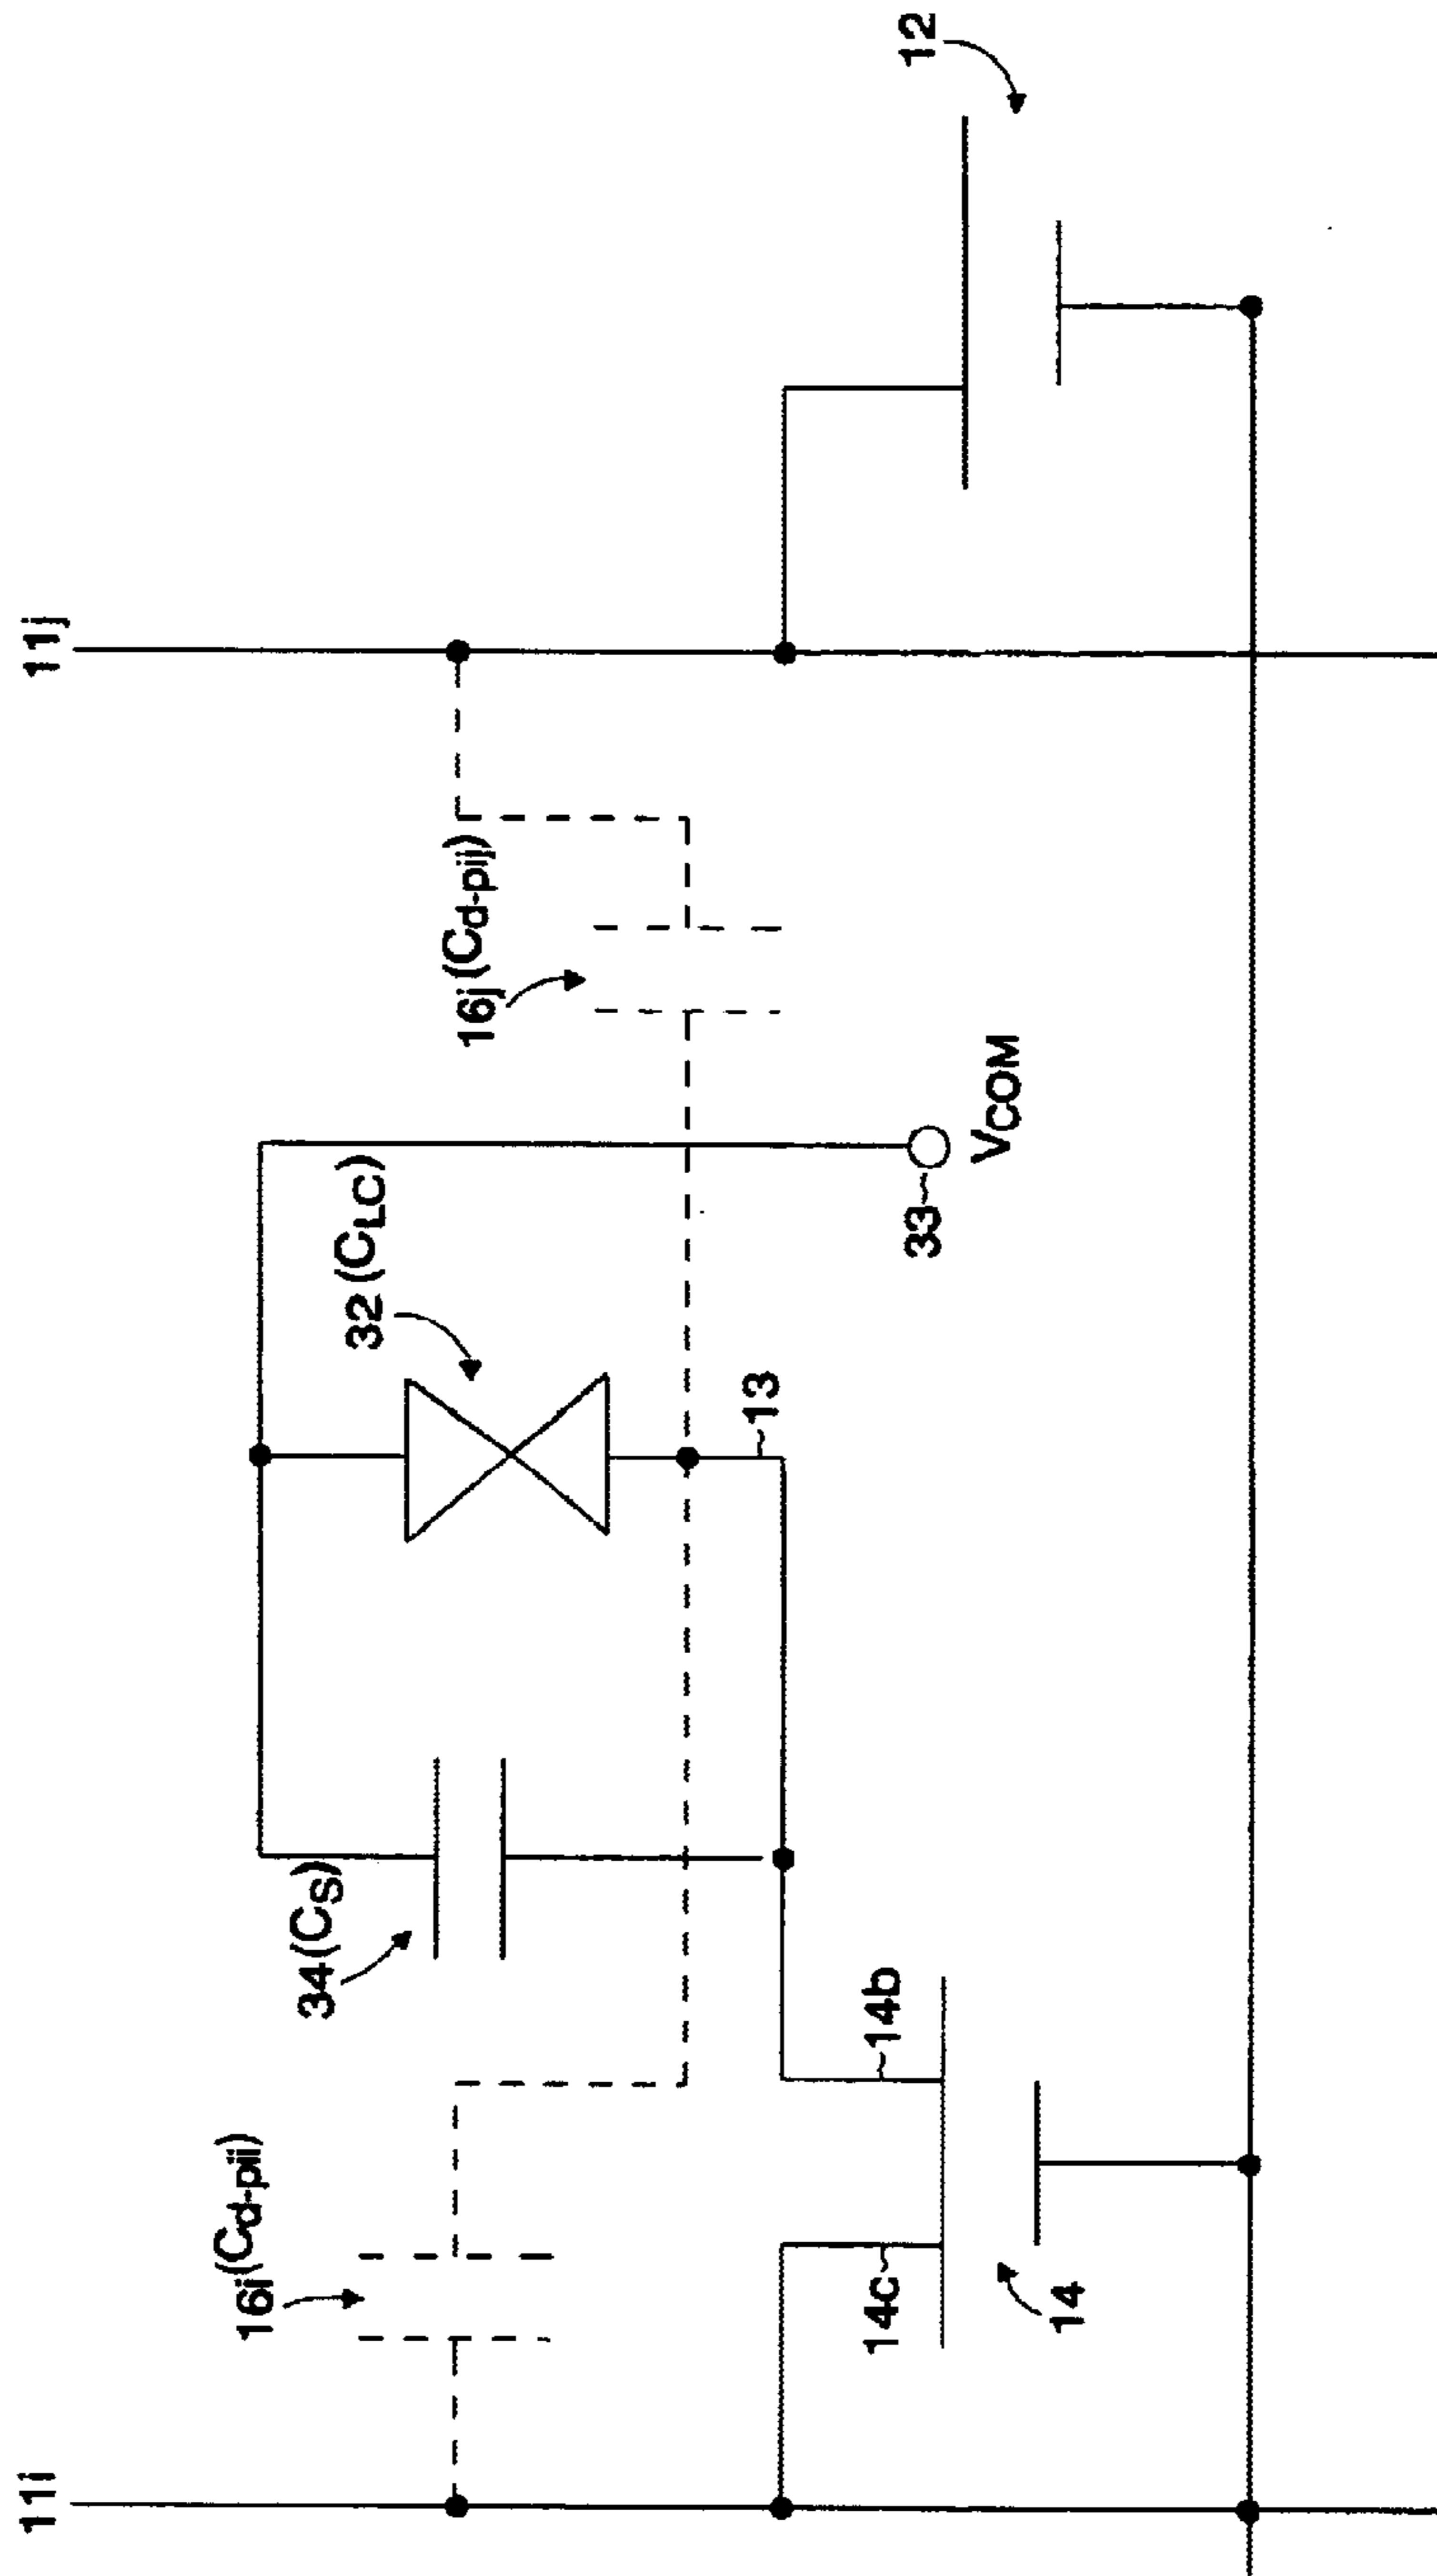 11i
11j
16i (Cd-pii)
34 (CS)
32 (CLC)
16j (Cd-pij)
13
33
VCOM
14c
14b
14
12